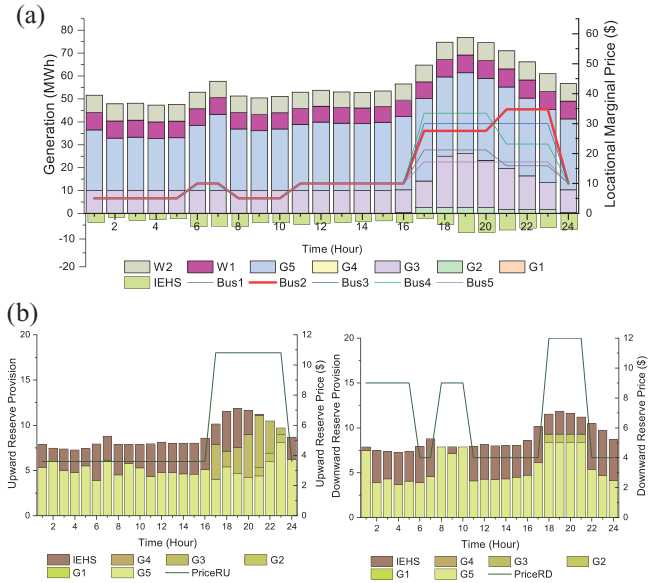 (a)
Generation (MWh)
80
70
60
50
40
30
20
10
0
-10
-20
2 4 6 8 10 12 14 16 18 20 22 24
60
50
40
30
20
10
0
Locational Marginal Price ($)
Time (Hour)
W2 W1 G5 G4 G3 G2 G1
IEHS Bus1 Bus2 Bus3 Bus4 Bus5
(b)
Upward Reserve Provision
20
15
10
5
0
2 4 6 8 10 12 14 16 18 20 22 24
12
10
8
6
4
2
0
Upward Reserve Price ($)
Time (Hour)
IEHS G4 G3 G2
G1 G5 PriceRU
Downward Reserve Provision
20
15
10
5
0
2 4 6 8 10 12 14 16 18 20 22 24
12
10
8
6
4
2
0
Downward Reserve Price ($)
Time (Hour)
IEHS G4 G3 G2
G1 G5 PriceRD